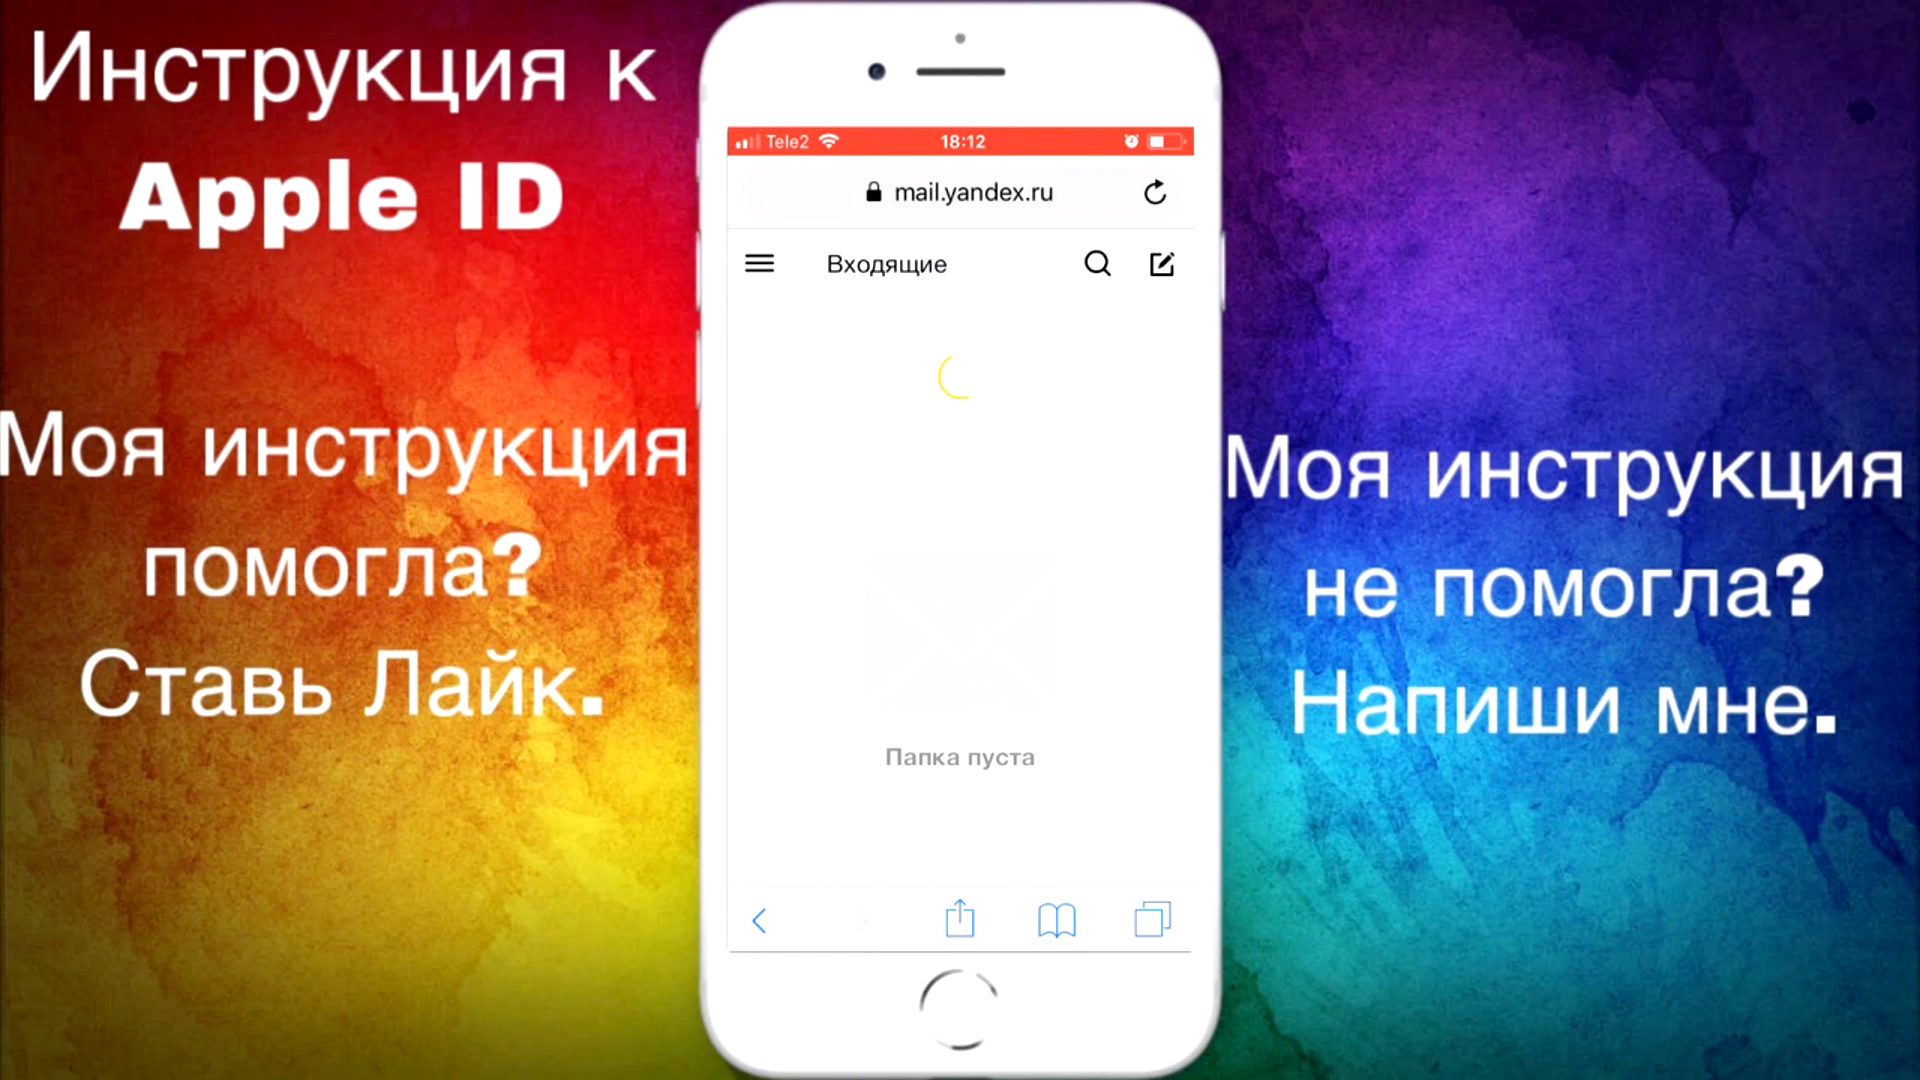 Инструкция к
Apple ID
Моя инструкция
помогла?
Ставь Лайк.
Tele2
18:12
mail.yandex.ru
Входящие
Папка пуста
Моя инструкция
не помогла?
Напиши мне.